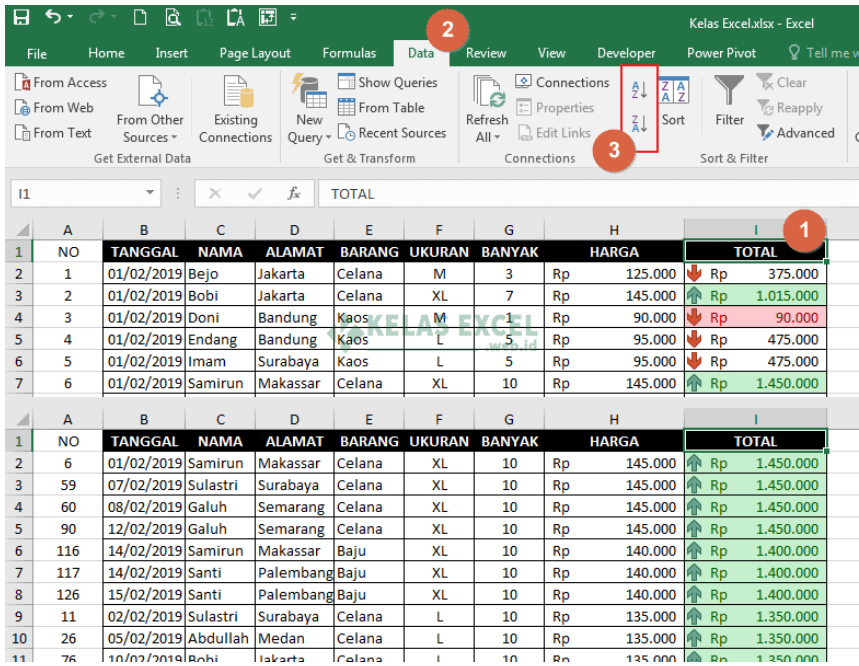 Kelas Excel.xlsx - Excel
2
File Home Insert Page Layout Formulas Data Review View Developer Power Pivot Tell me w
From Access
From Web
From Text
From Other Sources
Existing Connections
Get External Data
New Query
Show Queries
From Table
Recent Sources
Get & Transform
Refresh All
Connections
Properties
Edit Links
Connections
3
A Z
Z A
Z A A Z
Sort
Filter
Clear
Reapply
Advanced
Sort & Filter
I1 fx TOTAL
1
A B C D E F G H I
1 NO TANGGAL NAMA ALAMAT BARANG UKURAN BANYAK HARGA TOTAL
2 1 01/02/2019 Bejo Jakarta Celana M 3 Rp 125.000 Rp 375.000
3 2 01/02/2019 Bobi Jakarta Celana XL 7 Rp 145.000 Rp 1.015.000
4 3 01/02/2019 Doni Bandung Kaos M 1 Rp 90.000 Rp 90.000
5 4 01/02/2019 Endang Bandung Kaos L 5 Rp 95.000 Rp 475.000
6 5 01/02/2019 Imam Surabaya Kaos L 5 Rp 95.000 Rp 475.000
7 6 01/02/2019 Samirun Makassar Celana XL 10 Rp 145.000 Rp 1.450.000
KELAS EXCEL
.web.id
A B C D E F G H I
1 NO TANGGAL NAMA ALAMAT BARANG UKURAN BANYAK HARGA TOTAL
2 6 01/02/2019 Samirun Makassar Celana XL 10 Rp 145.000 Rp 1.450.000
3 59 07/02/2019 Sulastri Surabaya Celana XL 10 Rp 145.000 Rp 1.450.000
4 60 08/02/2019 Galuh Semarang Celana XL 10 Rp 145.000 Rp 1.450.000
5 90 12/02/2019 Galuh Semarang Celana XL 10 Rp 145.000 Rp 1.450.000
6 116 14/02/2019 Samirun Makassar Baju XL 10 Rp 140.000 Rp 1.400.000
7 117 14/02/2019 Santi Palembang Baju XL 10 Rp 140.000 Rp 1.400.000
8 126 15/02/2019 Santi Palembang Baju XL 10 Rp 140.000 Rp 1.400.000
9 11 02/02/2019 Sulastri Surabaya Celana L 10 Rp 135.000 Rp 1.350.000
10 26 05/02/2019 Abdullah Medan Celana L 10 Rp 135.000 Rp 1.350.000
11 76 10/02/2019 Bobi Jakarta Celana L 10 Rp 135.000 Rp 1.350.000